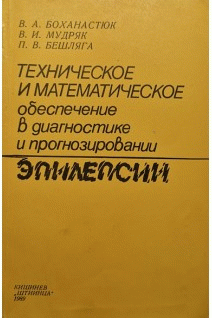 В. А. БОХАНАСТЮК
В. И. МУДРЯК
П. В. БЕШЛЯГА
ТЕХНИЧЕСКОЕ
И МАТЕМАТИЧЕСКОЕ
обеспечение
в диагностике
и прогнозировании
ЭПИЛЕПСИИ
КИШИНЕВ
„ШТИИНЦА“